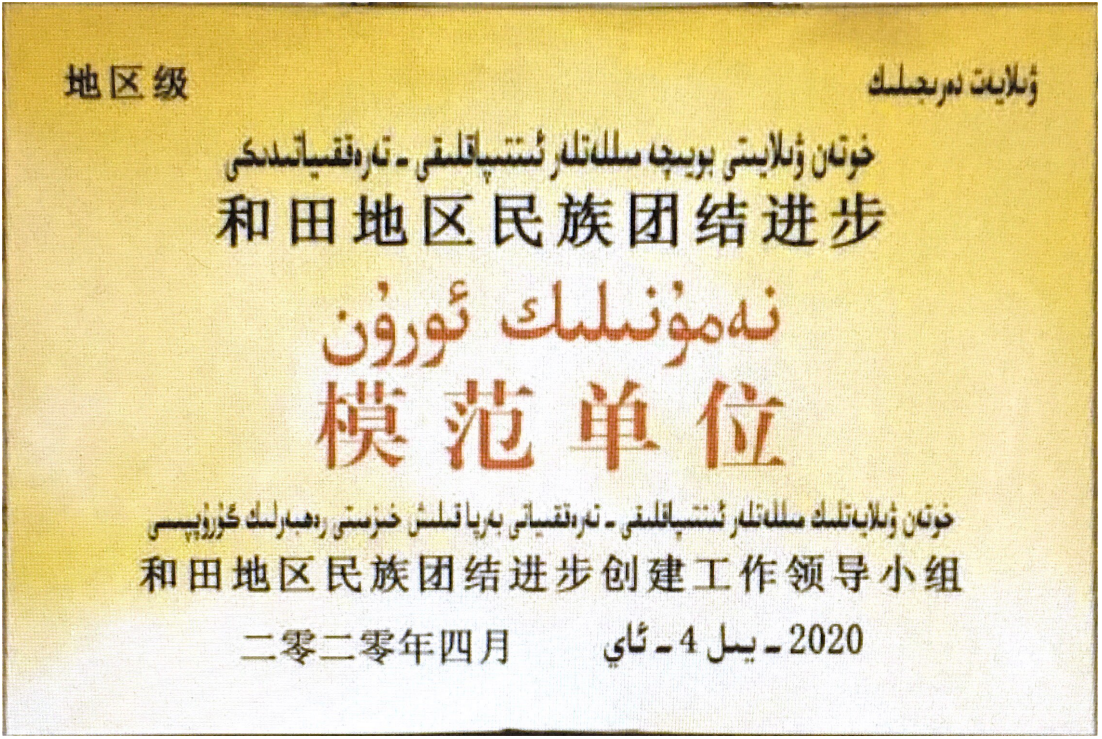 地区级
ۋىلايەت دەرىجىلىك
خوتەن ۋىلايىتى بويىچە مىللەتلەر ئىتتىپاقلىقى ـ تەرەققىياتىدىكى
和田地区民族团结进步
نەمۇنىلىك ئورۇن
模范单位
خوتەن ۋىلايەتلىك مىللەتلەر ئىتتىپاقلىقى ـ تەرەققىياتى بەرپا قىلىش خىزمىتى رەھبەرلىك گۇرۇپپىسى
和田地区民族团结进步创建工作领导小组
二零二零年四月
2020 ـ يىل 4 ـ ئاي